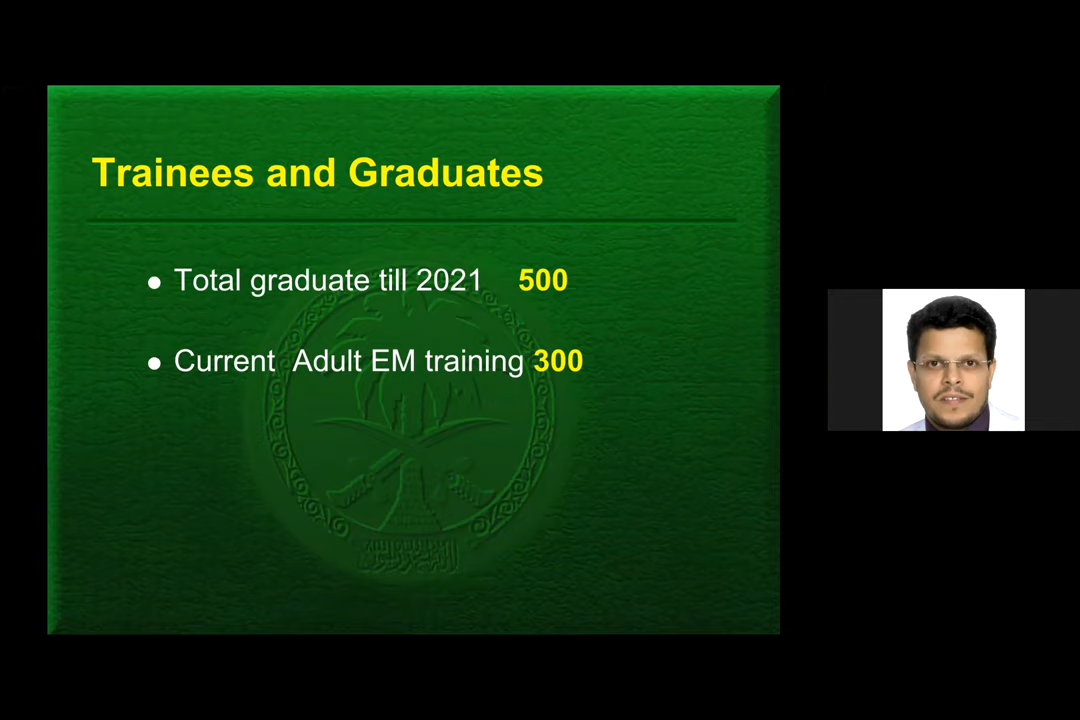 Trainees and Graduates
● Total graduate till 2021 500
● Current Adult EM training 300